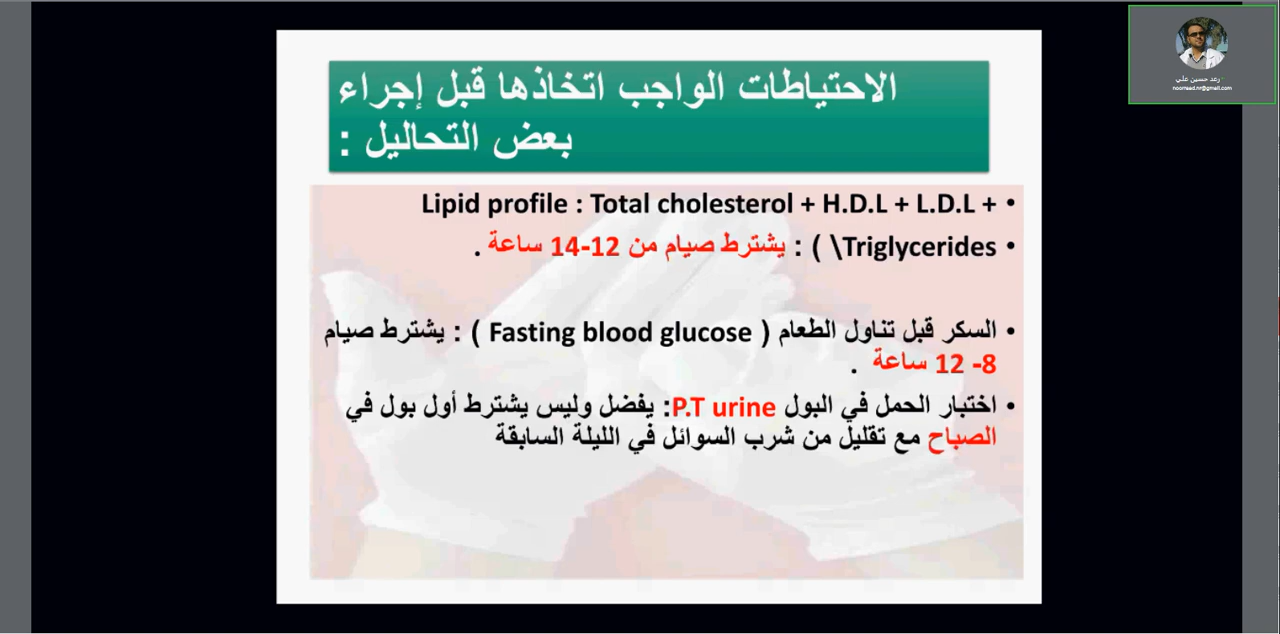 الاحتياطات الواجب اتخاذها قبل إجراء
بعض التحاليل :
• Lipid profile : Total cholesterol + H.D.L + L.D.L +
• Triglycerides\ ) : يشترط صيام من 12-14 ساعة .
• السكر قبل تناول الطعام ( Fasting blood glucose ) : يشترط صيام
8- 12 ساعة .
• اختبار الحمل في البول P.T urine: يفضل وليس يشترط أول بول في
الصباح مع تقليل من شرب السوائل في الليلة السابقة
رعد حسين علي
noorraad.nr@gmail.com